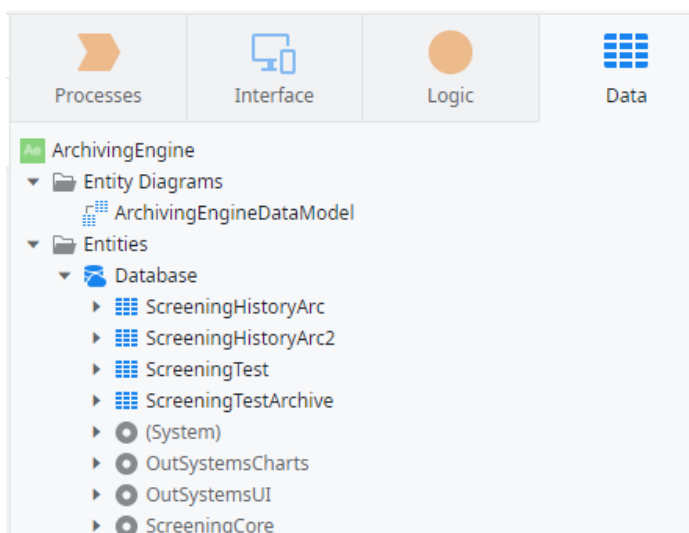 Processes Interface Logic Data
Ae ArchivingEngine
Entity Diagrams
ArchivingEngineDataModel
Entities
Database
ScreeningHistoryArc
ScreeningHistoryArc2
ScreeningTest
ScreeningTestArchive
(System)
OutSystemsCharts
OutSystemsUI
ScreeningCore